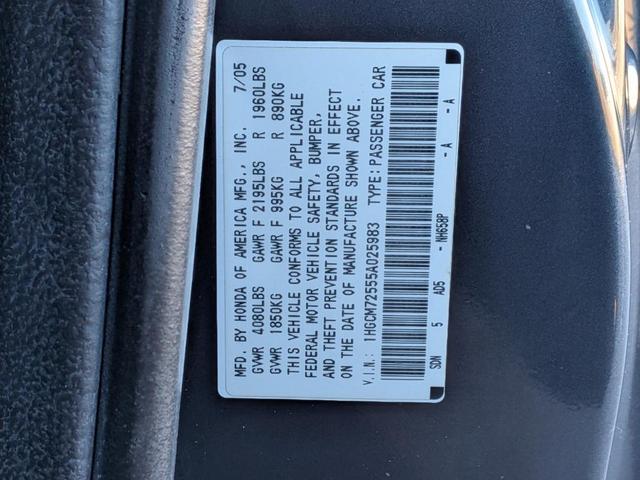 MFD. BY HONDA OF AMERICA MFG., INC. 7/05
GVWR 4080LBS GAWR F 2195LBS R 1960LBS
GVWR 1850KG GAWR F 995KG R 890KG
THIS VEHICLE CONFORMS TO ALL APPLICABLE
FEDERAL MOTOR VEHICLE SAFETY, BUMPER,
AND THEFT PREVENTION STANDARDS IN EFFECT
ON THE DATE OF MANUFACTURE SHOWN ABOVE.
V.I.N.: 1HGCM72555A025983 TYPE:PASSENGER CAR
SDN 5 AD5 - NH658P - A - A